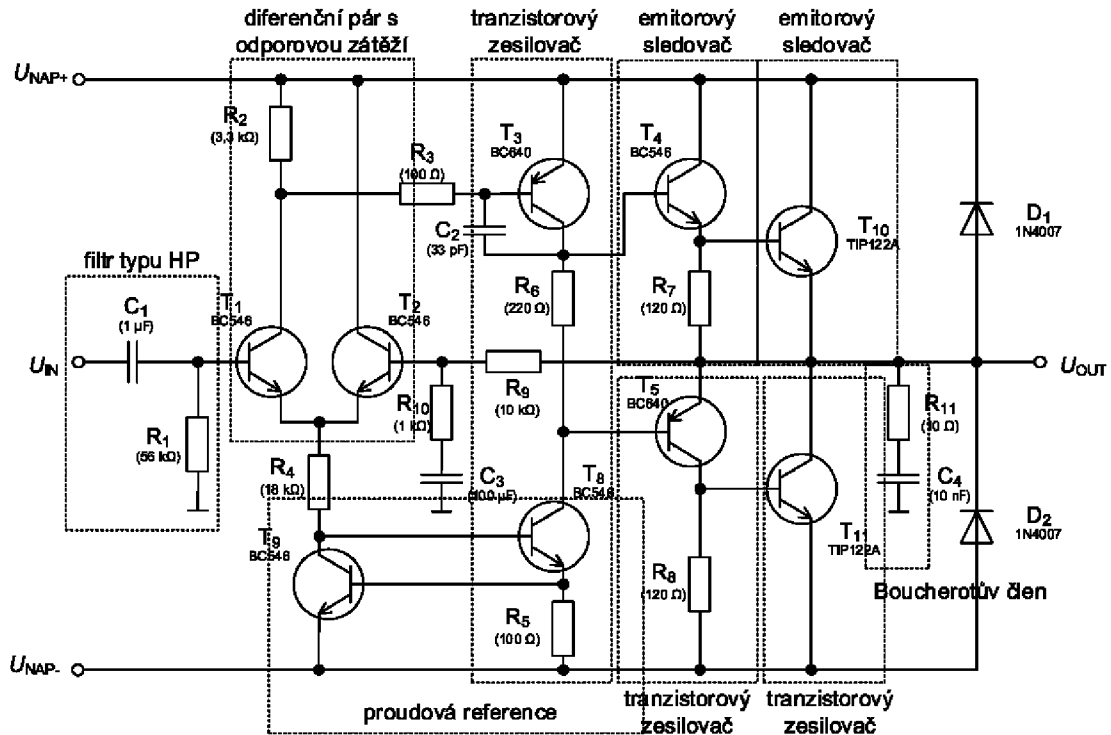 diferenční pár s
odporovou zátěží
tranzistorový
zesilovač
emitorový
sledovač
emitorový
sledovač
UNAP+
R2
(3,3 kΩ)
R3
(100 Ω)
T3
BC640
T4
BC546
C2
(33 pF)
T10
TIP122A
D1
1N4007
filtr typu HP
C1
(1 µF)
T1
BC546
T2
BC546
R6
(220 Ω)
R7
(120 Ω)
UIN
UOUT
R1
(56 kΩ)
R10
(1 kΩ)
R9
(10 kΩ)
T5
BC640
R11
(10 Ω)
R4
(18 kΩ)
C3
(100 µF)
T8
BC546
C4
(10 nF)
T9
BC546
T11
TIP122A
D2
1N4007
R5
(100 Ω)
R8
(120 Ω)
Boucherotův člen
UNAP-
proudová reference
tranzistorový
zesilovač
tranzistorový
zesilovač